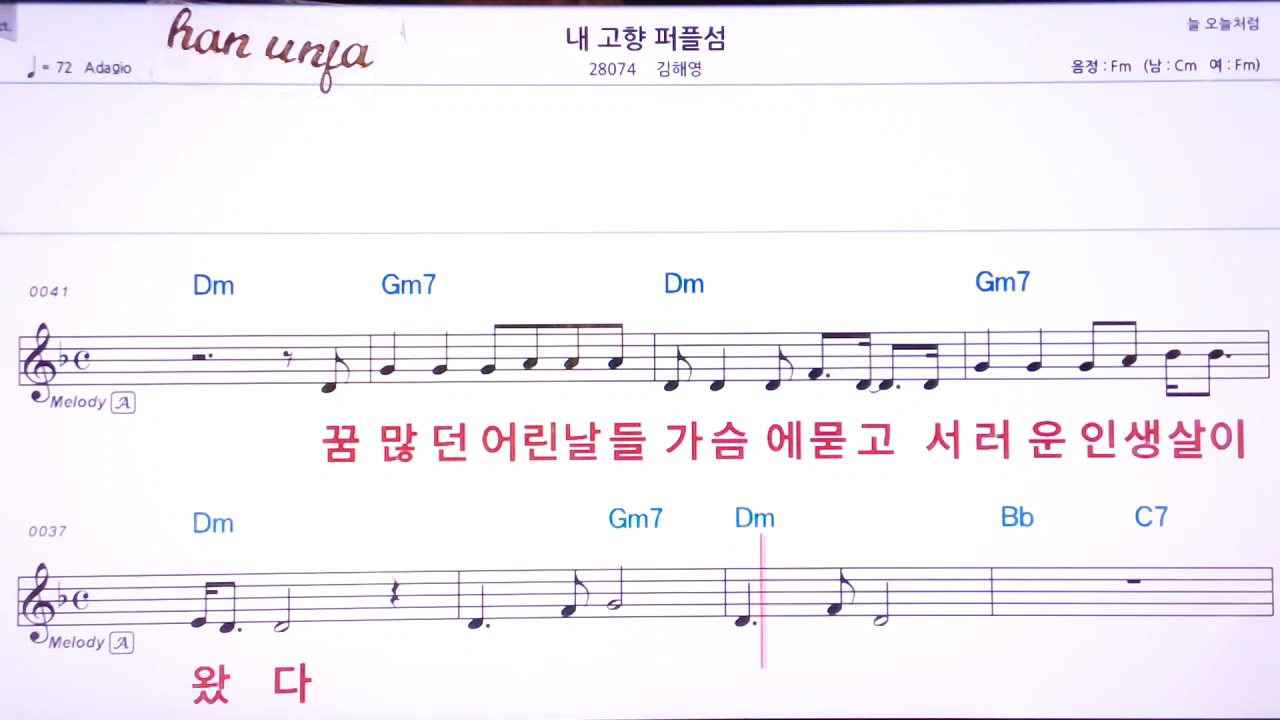 han unfa
내 고향 퍼플섬
늘 오늘처럼
♩= 72 Adagio
28074 김해영
음정 : Fm (남 : Cm 여 : Fm)
0041 Dm Gm7 Dm Gm7
Melody A
꿈 많 던 어린날들 가슴 에묻고 서러운인생살이
0037 Dm Gm7 Dm Bb C7
Melody A
왔 다